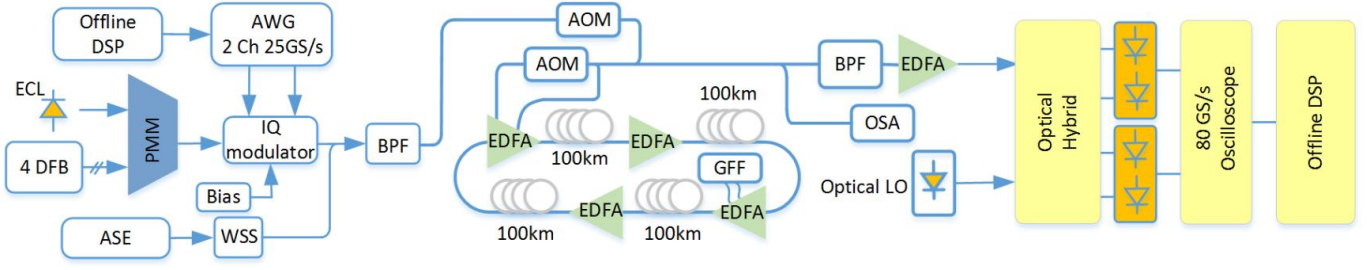 Offline
DSP
AWG
2 Ch 25GS/s
ECL
4 DFB
PMM
IQ
modulator
Bias
ASE
WSS
BPF
AOM
AOM
EDFA
100km
EDFA
100km
GFF
EDFA
100km
EDFA
100km
BPF
EDFA
OSA
Optical LO
Optical
Hybrid
80 GS/s
Oscilloscope
Offline DSP